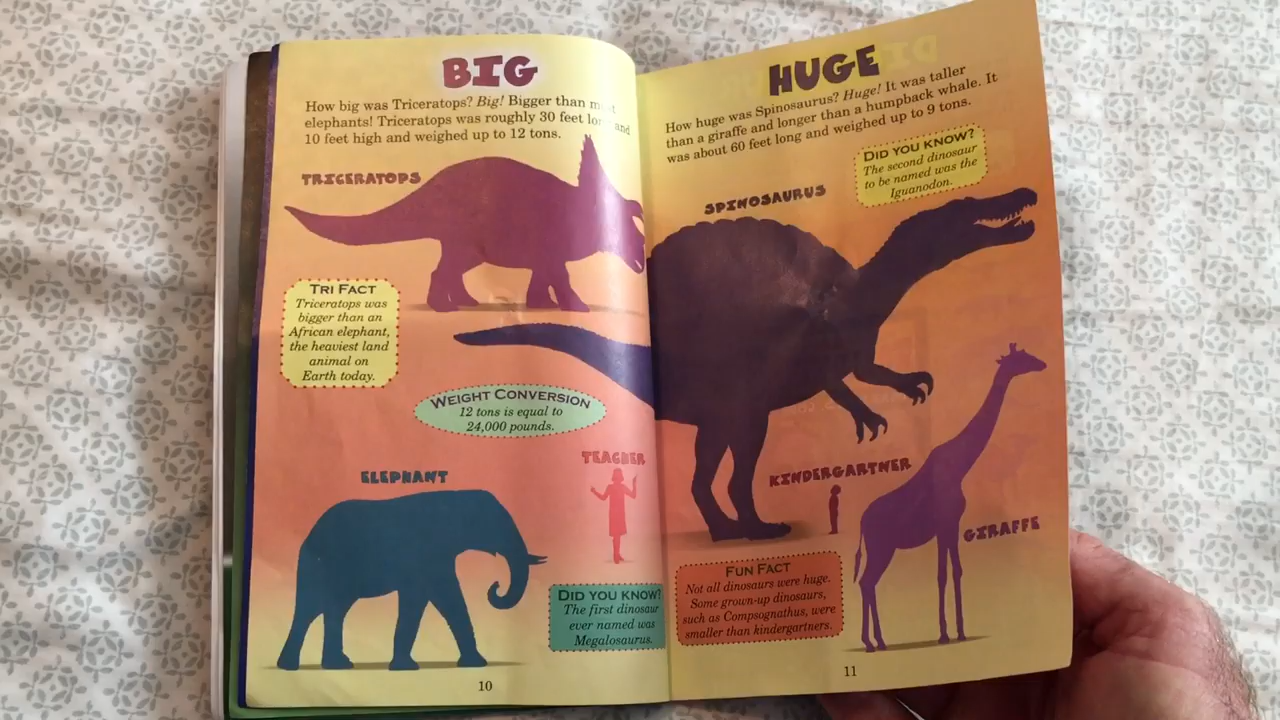 BIG
How big was Triceratops? Big! Bigger than
elephants! Triceratops was roughly 30 feet and
10 feet high and weighed up to 12 tons.
TRICERATOPS
TRI FACT
Triceratops was
bigger than an
African elephant,
the heaviest land
animal on
Earth today.
WEIGHT CONVERSION
12 tons is equal to
24,000 pounds.
ELEPHANT
TEACHER
DID YOU KNOW?
The first dinosaur
ever named was
Megalosaurus.
10
HUGE
How huge was Spinosaurus? Huge! It was taller
than a giraffe and longer than a humpback whale. It
was about 60 feet long and weighed up to 9 tons.
DID YOU KNOW?
The second dinosaur
to be named was the
Iguanodon.
SPINOSAURUS
KINDERGARTNER
GIRAFFE
FUN FACT
Not all dinosaurs were huge.
Some grown-up dinosaurs,
such as Compsognathus, were
smaller than kindergartners.
11